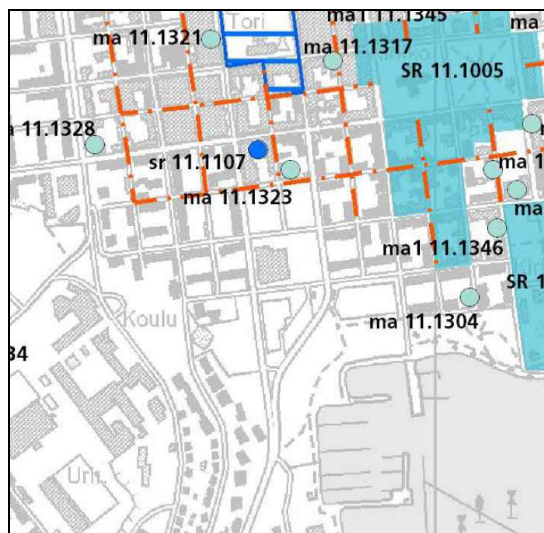 ma1 11.1345
ma
Tori
ma 11.1321
ma 11.1317
SR 11.1005
a 11.1328
sr 11.1107
ma 1
ma 11.1323
ma
ma1 11.1346
SR 1
ma 11.1304
Koulu
34
Urh.